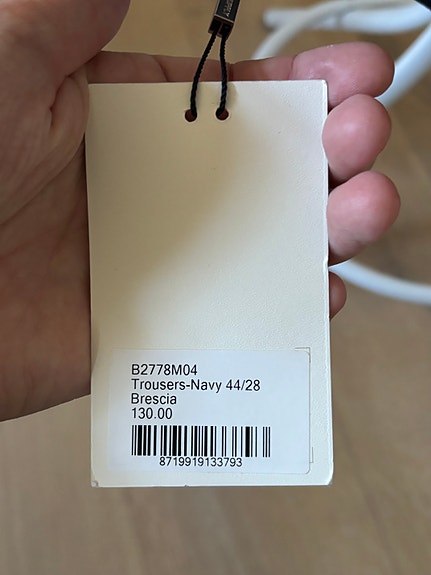 B2778M04
Trousers-Navy 44/28
Brescia
130.00
8719919133793